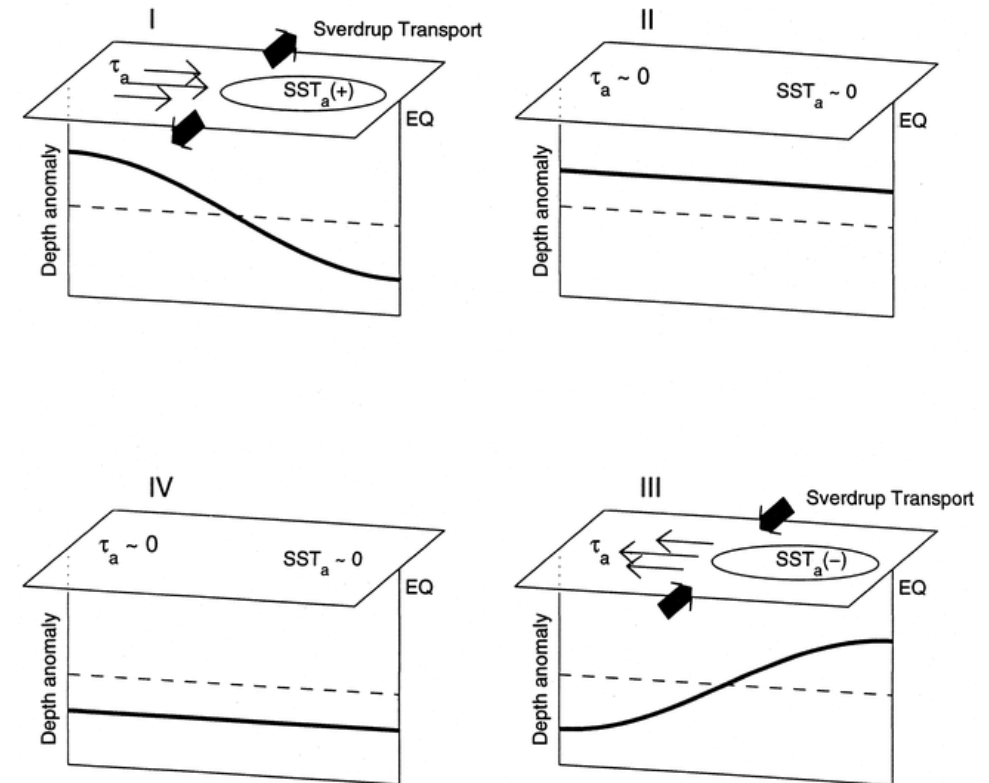 I
Sverdrup Transport
τa
SSTa(+)
EQ
Depth anomaly
II
τa ~ 0
SSTa ~ 0
EQ
Depth anomaly
IV
τa ~ 0
SSTa ~ 0
EQ
Depth anomaly
III
Sverdrup Transport
τa
SSTa(–)
EQ
Depth anomaly